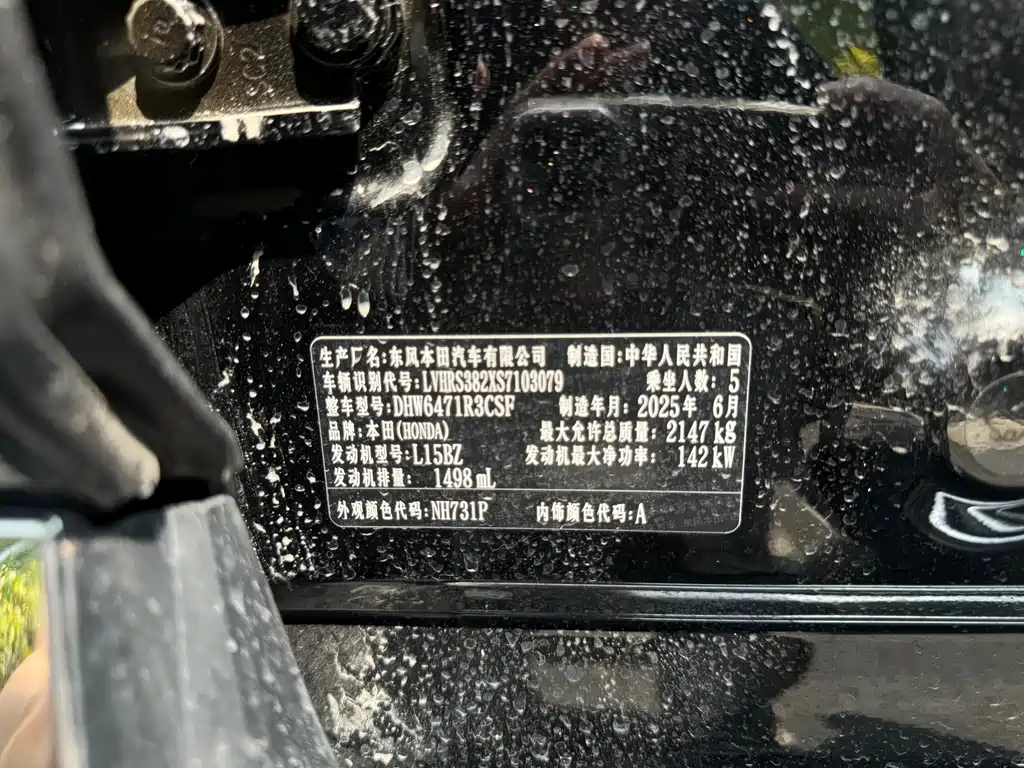 SC2
生产厂名:东风本田汽车有限公司 制造国:中华人民共和国
车辆识别代号:LVHRS382XS7103079 乘坐人数: 5
整车型号:DHW6471R3CSF 制造年月: 2025年 6月
品牌:本田(HONDA) 最大允许总质量: 2147 kg
发动机型号:L15BZ 发动机最大净功率: 142 kW
发动机排量: 1498 mL
外观颜色代码:NH731P 内饰颜色代码:A